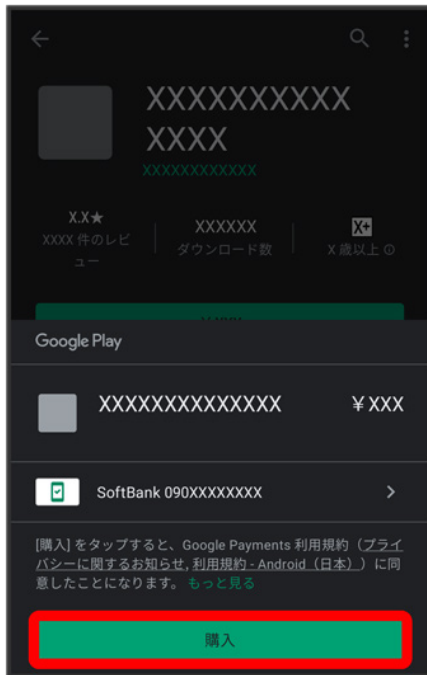 XXXXXXXXXX
XXXX
XXXXXXXXXXXX
X.X★
XXXX 件のレビ
ュー
XXXXXX
ダウンロード数
X+
X 歳以上
Google Play
XXXXXXXXXXXXXX
¥ XXX
SoftBank 090XXXXXXXX
[購入] をタップすると、Google Payments 利用規約（プライ
バシーに関するお知らせ, 利用規約 - Android（日本））に同
意したことになります。 もっと見る
購入